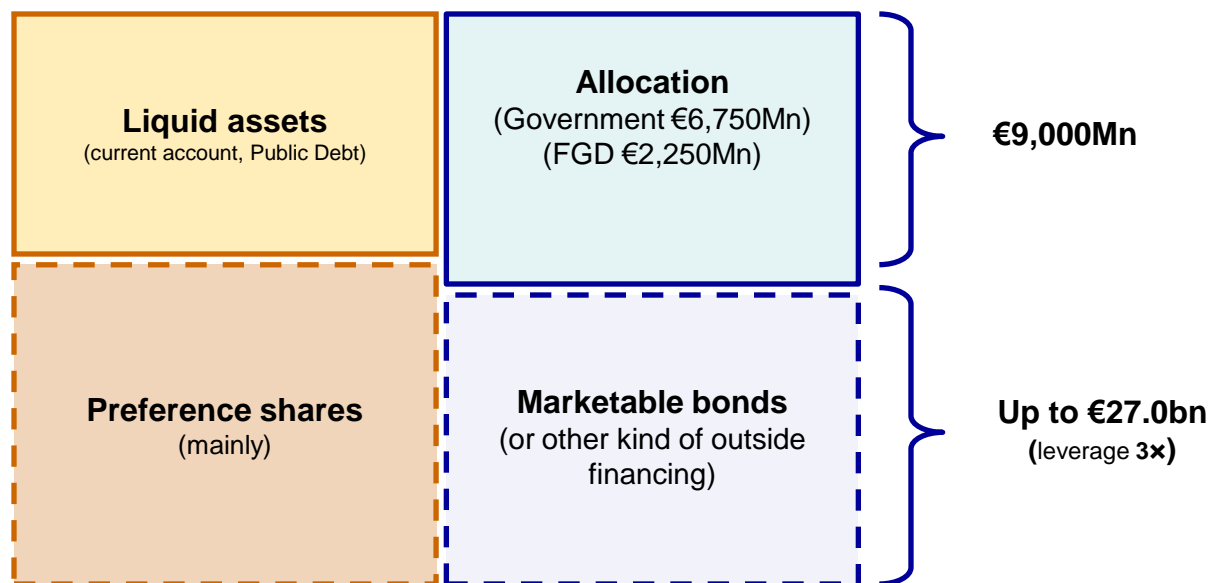 Liquid assets
(current account, Public Debt)
Allocation
(Government €6,750Mn)
(FGD €2,250Mn)
€9,000Mn
Preference shares
(mainly)
Marketable bonds
(or other kind of outside
financing)
Up to €27.0bn
(leverage 3×)